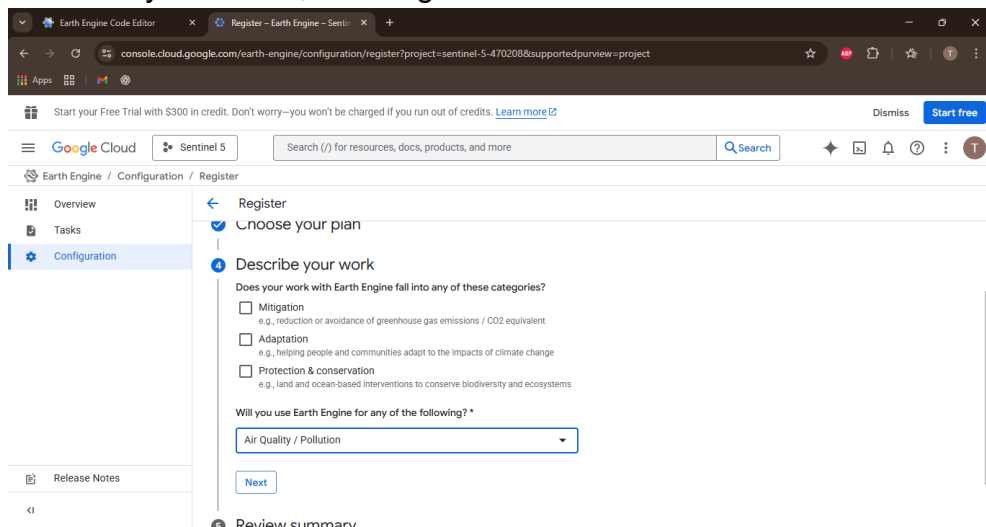 Earth Engine Code Editor
Register – Earth Engine – Sentin
console.cloud.google.com/earth-engine/configuration/register?project=sentinel-5-470208&supportedpurview=project
ABP
T
Apps
Start your Free Trial with $300 in credit. Don't worry—you won't be charged if you run out of credits. Learn more
Dismiss
Start free
Google Cloud
Sentinel 5
Search (/) for resources, docs, products, and more
Search
T
Earth Engine / Configuration / Register
Overview
Tasks
Configuration
Release Notes
Register
Choose your plan
4 Describe your work
Does your work with Earth Engine fall into any of these categories?
Mitigation
e.g., reduction or avoidance of greenhouse gas emissions / CO2 equivalent
Adaptation
e.g., helping people and communities adapt to the impacts of climate change
Protection & conservation
e.g., land and ocean-based interventions to conserve biodiversity and ecosystems
Will you use Earth Engine for any of the following? *
Air Quality / Pollution
Next
5 Review summary